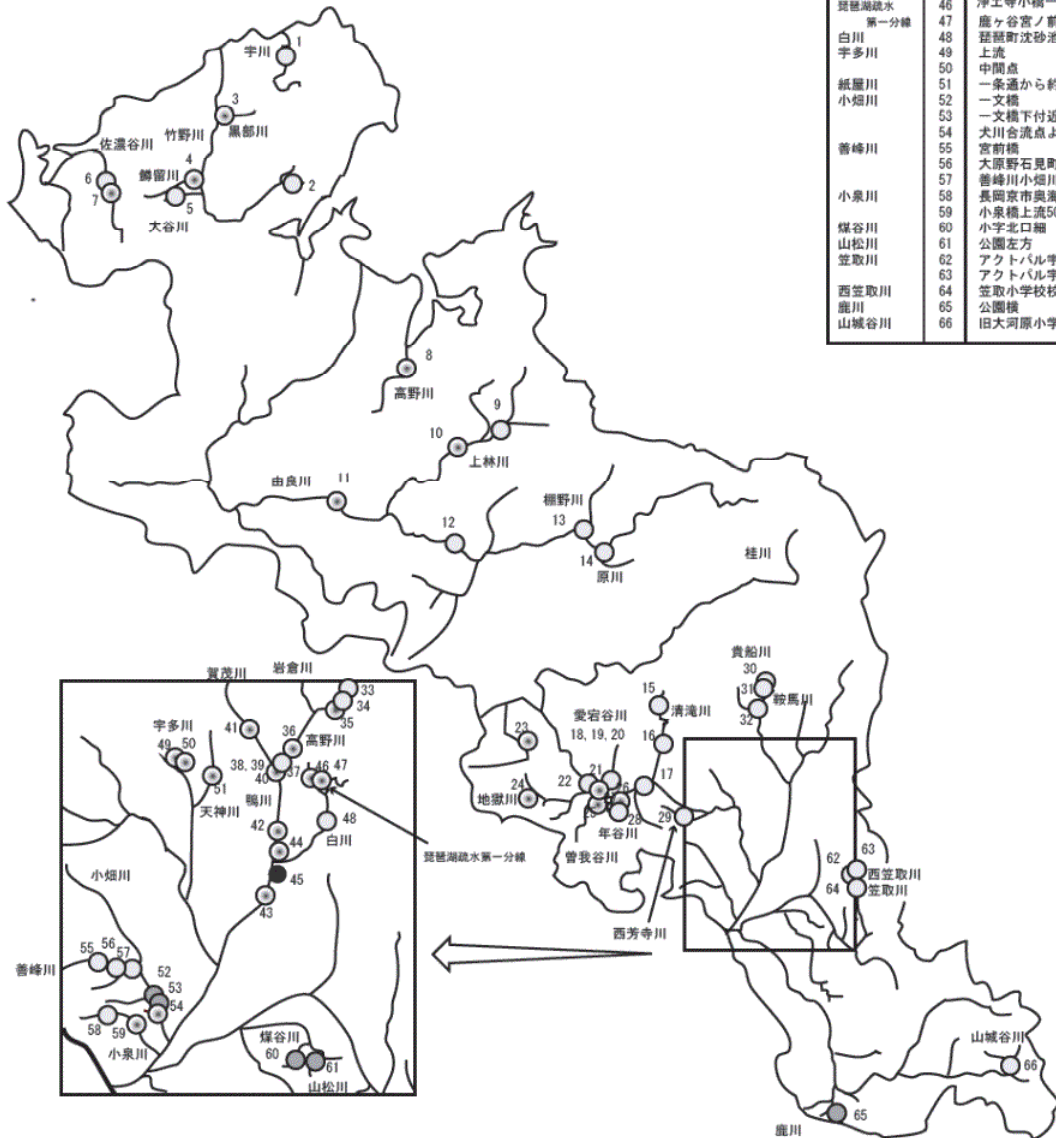 琵琶湖疏水 46 浄土寺小橋
第一分線 47 鹿ヶ谷宮ノ前
白川 48 琵琶町沈砂池
宇多川 49 上流
50 中間点
紙屋川 51 一条通から
小畑川 52 一文橋
53 一文橋下付近
54 犬川合流点
善峰川 55 宮前橋
56 大原野石見町
57 善峰川小畑川
小泉川 58 長岡京市奥海
59 小泉橋上流50
煤谷川 60 小字北口細
山松川 61 公園左方
笠取川 62 アクトパル宇
63 アクトパル宇
西笠取川 64 笠取小学校校
鹿川 65 公園横
山城谷川 66 旧大河原小学
1
宇川
3
竹野川
黒部川
佐濃谷川
4
鱒留川
6
7
5
2
大谷川
8
高野川
9
10
上林川
由良川
11
棚野川
12
13
14
原川
桂川
貴船川
30
31
鞍馬川
32
15
清滝川
愛宕谷川
18, 19, 20
16
23
21
22
17
24
地獄川
28
年谷川
29
曽我谷川
西芳寺川
63
62
西笠取川
64
笠取川
山城谷川
66
65
鹿川
賀茂川
岩倉川
33
34
35
宇多川
41
36
高野川
49
50
38, 39
37
46
47
40
51
鴨川
天神川
42
48
白川
44
琵琶湖疏水第一分線
45
小畑川
43
56
55
57
52
善峰川
53
54
58
59
小泉川
煤谷川
60
61
山松川